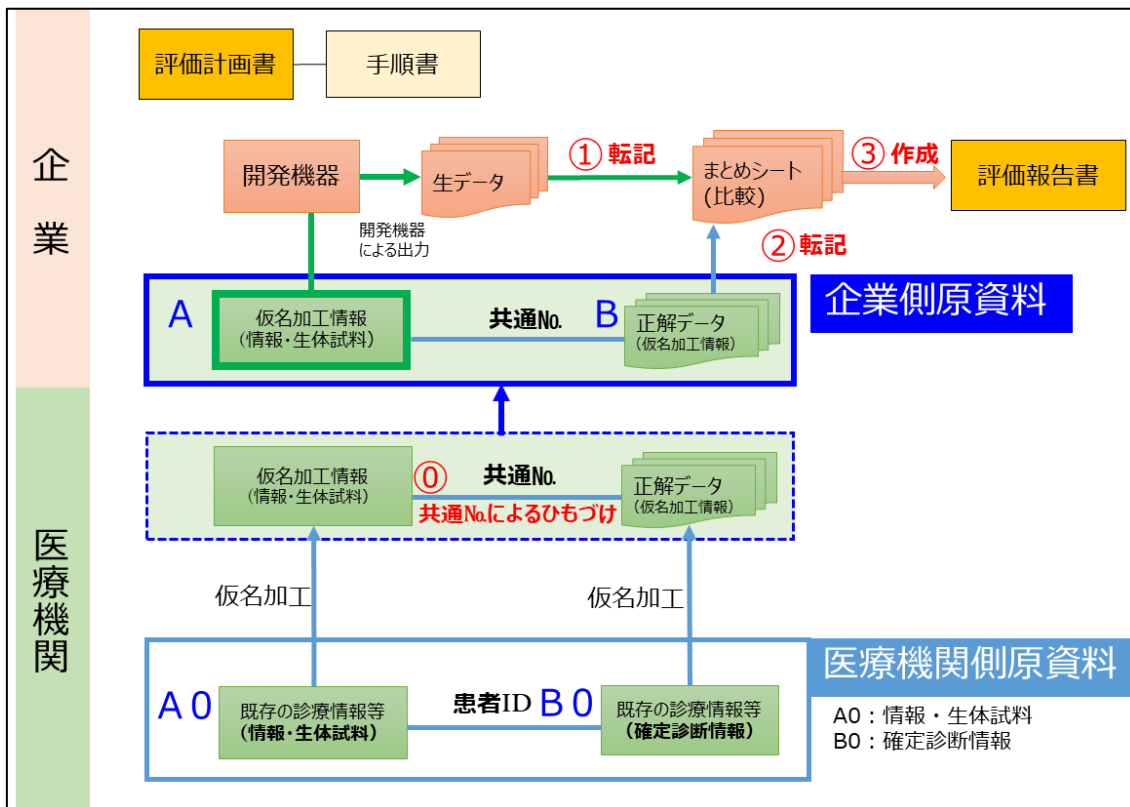 企業
評価計画書
手順書
開発機器
生データ
① 転記
まとめシート
(比較)
③ 作成
評価報告書
開発機器
による出力
② 転記
企業側原資料
A
仮名加工情報
(情報・生体試料)
共通No.
B
正解データ
(仮名加工情報)
医療機関
仮名加工情報
(情報・生体試料)
⓪
共通No.
共通No.によるひもづけ
正解データ
(仮名加工情報)
仮名加工
仮名加工
医療機関側原資料
A0
既存の診療情報等
(情報・生体試料)
患者ID
B0
既存の診療情報等
(確定診断情報)
A0:情報・生体試料
B0:確定診断情報